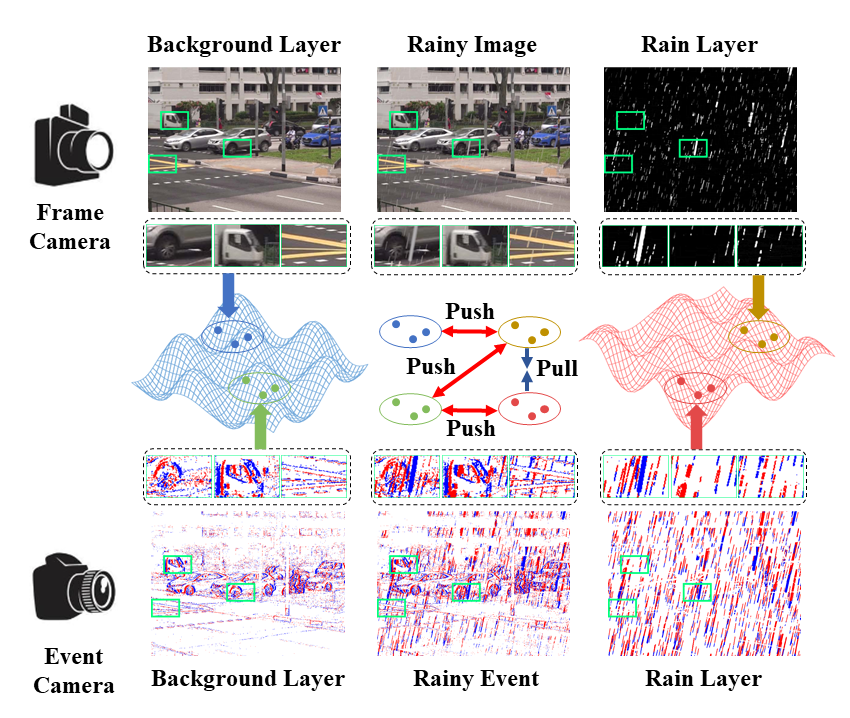 Background Layer
Rainy Image
Rain Layer
Frame
Camera
Push
Push
Pull
Push
Event
Camera
Background Layer
Rainy Event
Rain Layer